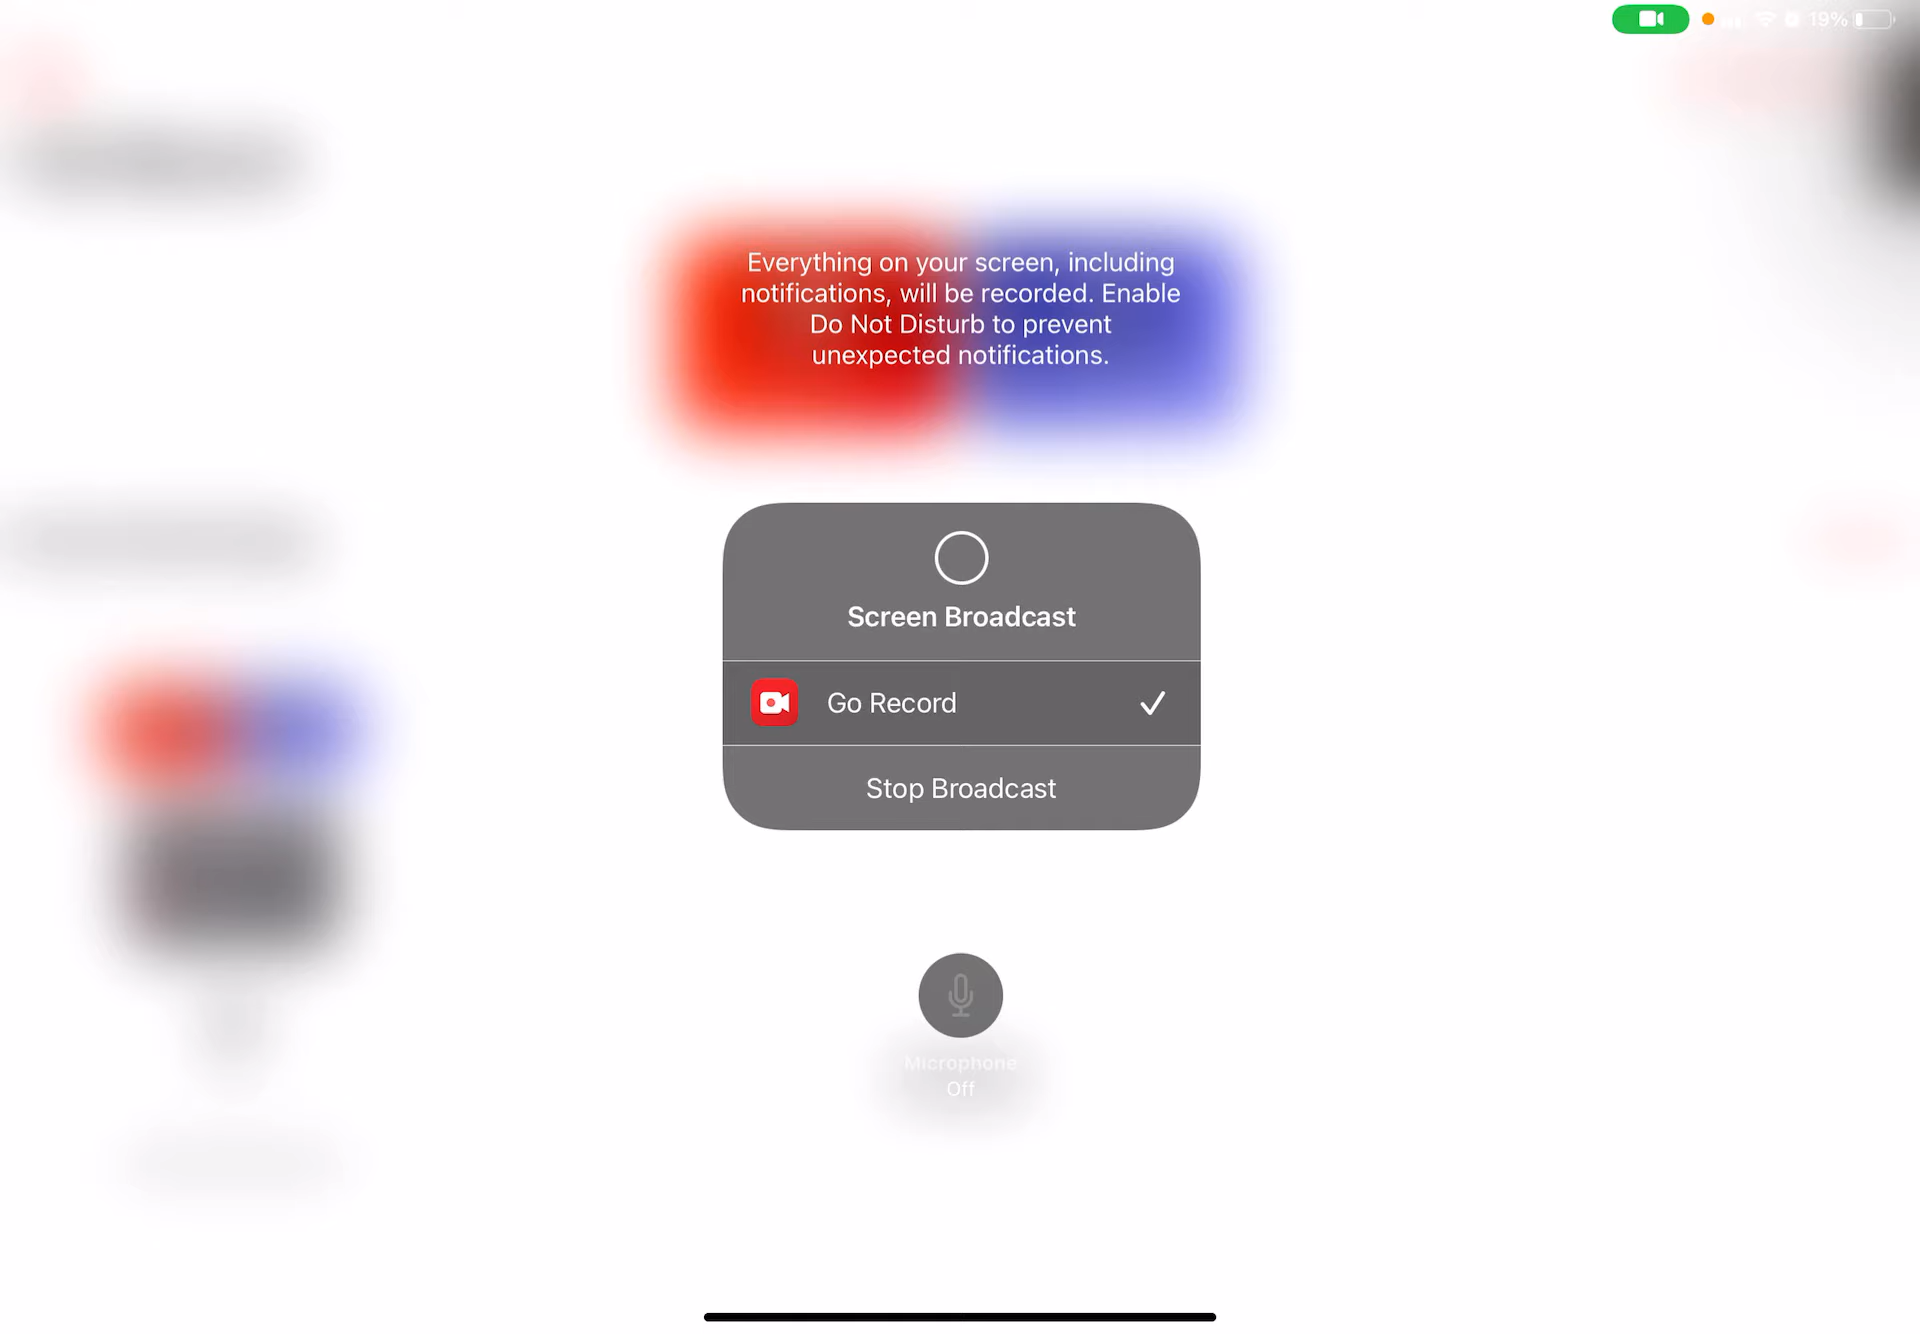 19%
Everything on your screen, including
notifications, will be recorded. Enable
Do Not Disturb to prevent
unexpected notifications.
Screen Broadcast
Go Record
Stop Broadcast
Microphone
Off